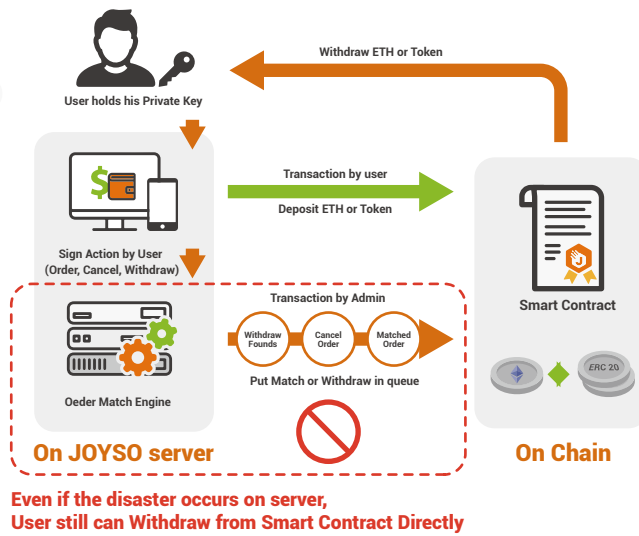 Withdraw ETH or Token
User holds his Private Key
Transaction by user
Deposit ETH or Token
Sign Action by User
(Order, Cancel, Withdraw)
Smart Contract
Transaction by Admin
Withdraw
Founds
Cancel
Order
Matched
Order
Put Match or Withdraw in queue
Oeder Match Engine
ERC 20
On JOYSO server
On Chain
Even if the disaster occurs on server,
User still can Withdraw from Smart Contract Directly